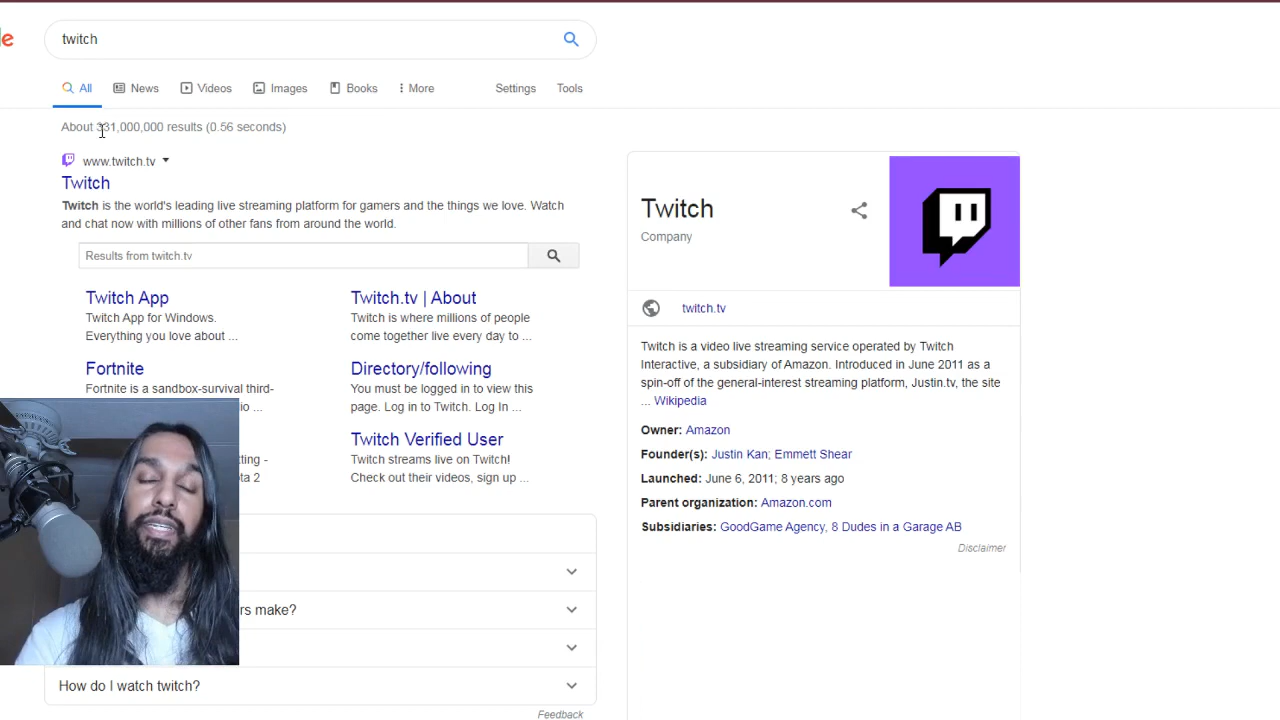 le
twitch
All
News
Videos
Images
Books
More
Settings
Tools
About 331,000,000 results (0.56 seconds)
www.twitch.tv
Twitch
Twitch is the world's leading live streaming platform for gamers and the things we love. Watch
and chat now with millions of other fans from around the world.
Results from twitch.tv
Twitch App
Twitch App for Windows.
Everything you love about ...
Twitch.tv | About
Twitch is where millions of people
come together live every day to ...
Fortnite
Fortnite is a sandbox-survival third-
io ...
Directory/following
You must be logged in to view this
page. Log in to Twitch. Log In ...
tting -
ta 2
Twitch Verified User
Twitch streams live on Twitch!
Check out their videos, sign up ...
rs make?
How do I watch twitch?
Feedback
Twitch
Company
twitch.tv
Twitch is a video live streaming service operated by Twitch
Interactive, a subsidiary of Amazon. Introduced in June 2011 as a
spin-off of the general-interest streaming platform, Justin.tv, the site
... Wikipedia
Owner: Amazon
Founder(s): Justin Kan; Emmett Shear
Launched: June 6, 2011; 8 years ago
Parent organization: Amazon.com
Subsidiaries: GoodGame Agency, 8 Dudes in a Garage AB
Disclaimer